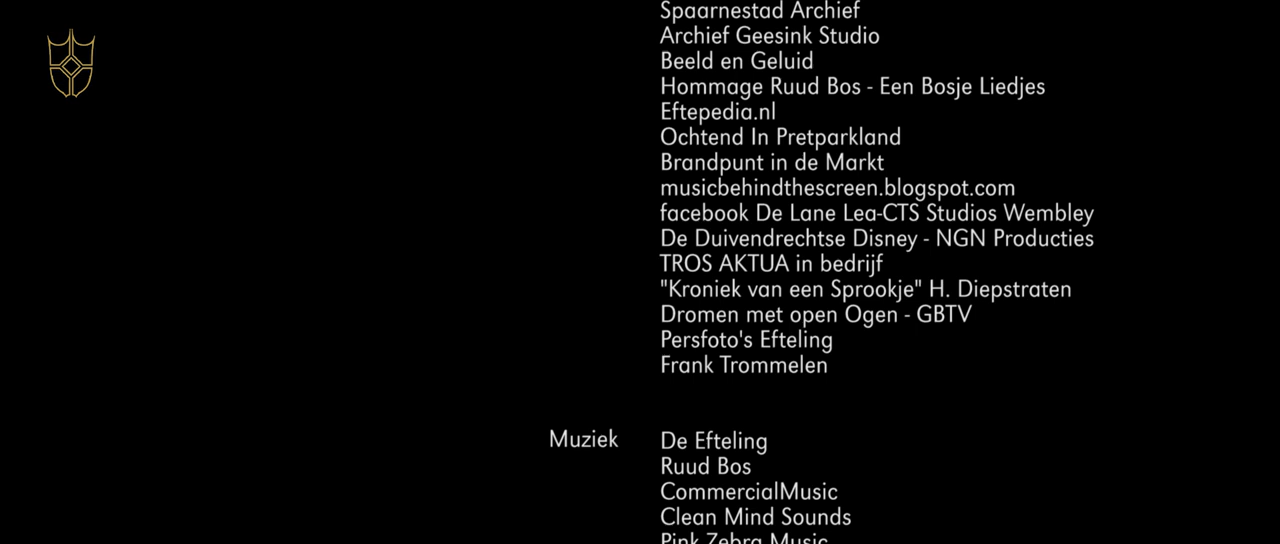 Spaarnestad Archief
Archief Geesink Studio
Beeld en Geluid
Hommage Ruud Bos - Een Bosje Liedjes
Eftepedia.nl
Ochtend In Pretparkland
Brandpunt in de Markt
musicbehindthescreen.blogspot.com
facebook De Lane Lea-CTS Studios Wembley
De Duivendrechtse Disney - NGN Producties
TROS AKTUA in bedrijf
"Kroniek van een Sprookje" H. Diepstraten
Dromen met open Ogen - GBTV
Persfoto's Efteling
Frank Trommelen
Muziek De Efteling
Ruud Bos
CommercialMusic
Clean Mind Sounds
Pink Zebra Music